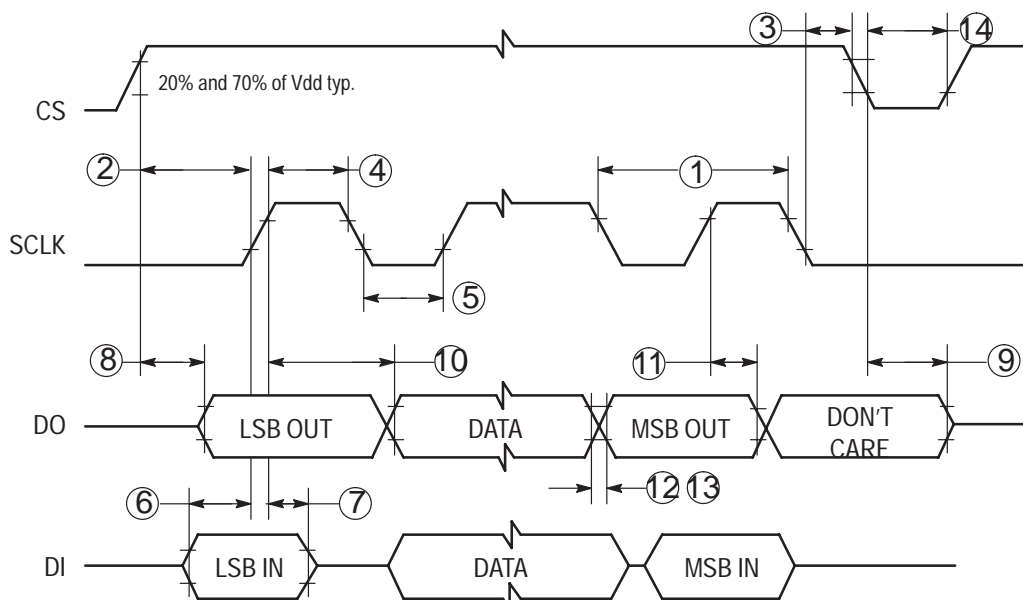 ③
⑭
20% and 70% of Vdd typ.
CS
②
④
①
SCLK
⑤
⑧
⑩
⑪
⑨
DO
LSB OUT
DATA
MSB OUT
DON'T
CARE
⑥
⑦
⑫ ⑬
DI
LSB IN
DATA
MSB IN